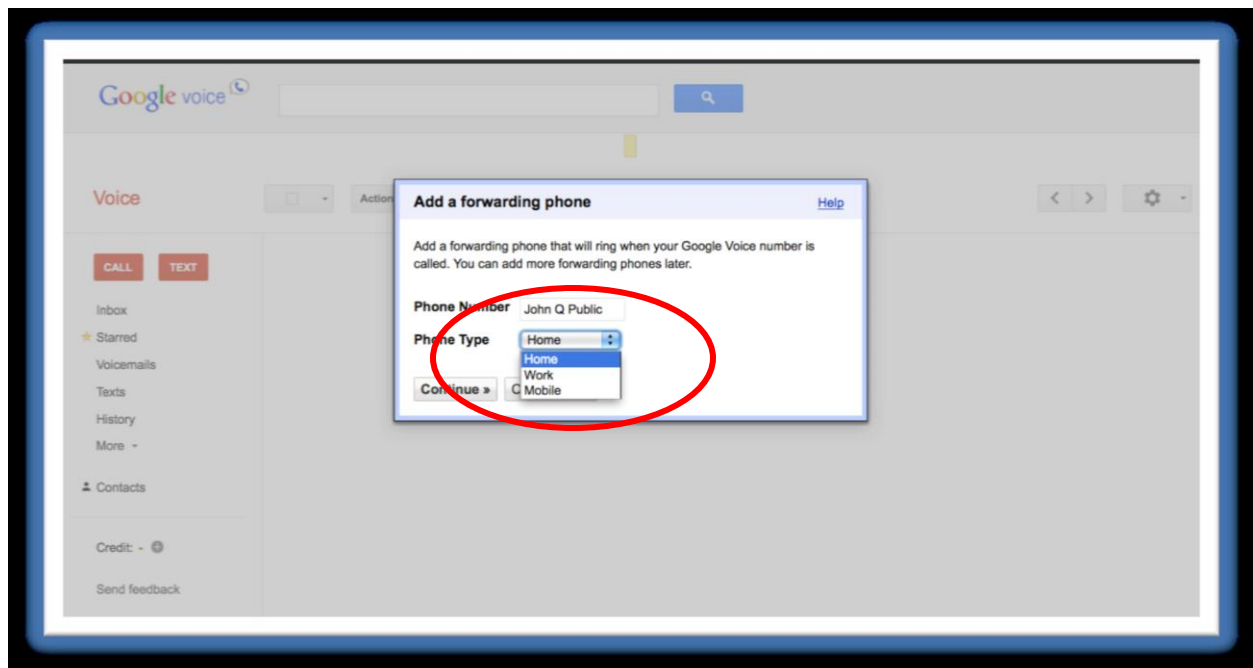 Google voice
Voice
Action
CALL TEXT
Inbox
Starred
Voicemails
Texts
History
More
Contacts
Credit: -
Send feedback
Add a forwarding phone Help
Add a forwarding phone that will ring when your Google Voice number is
called. You can add more forwarding phones later.
Phone Number John Q Public
Phone Type Home
Home
Work
Mobile
Continue » C